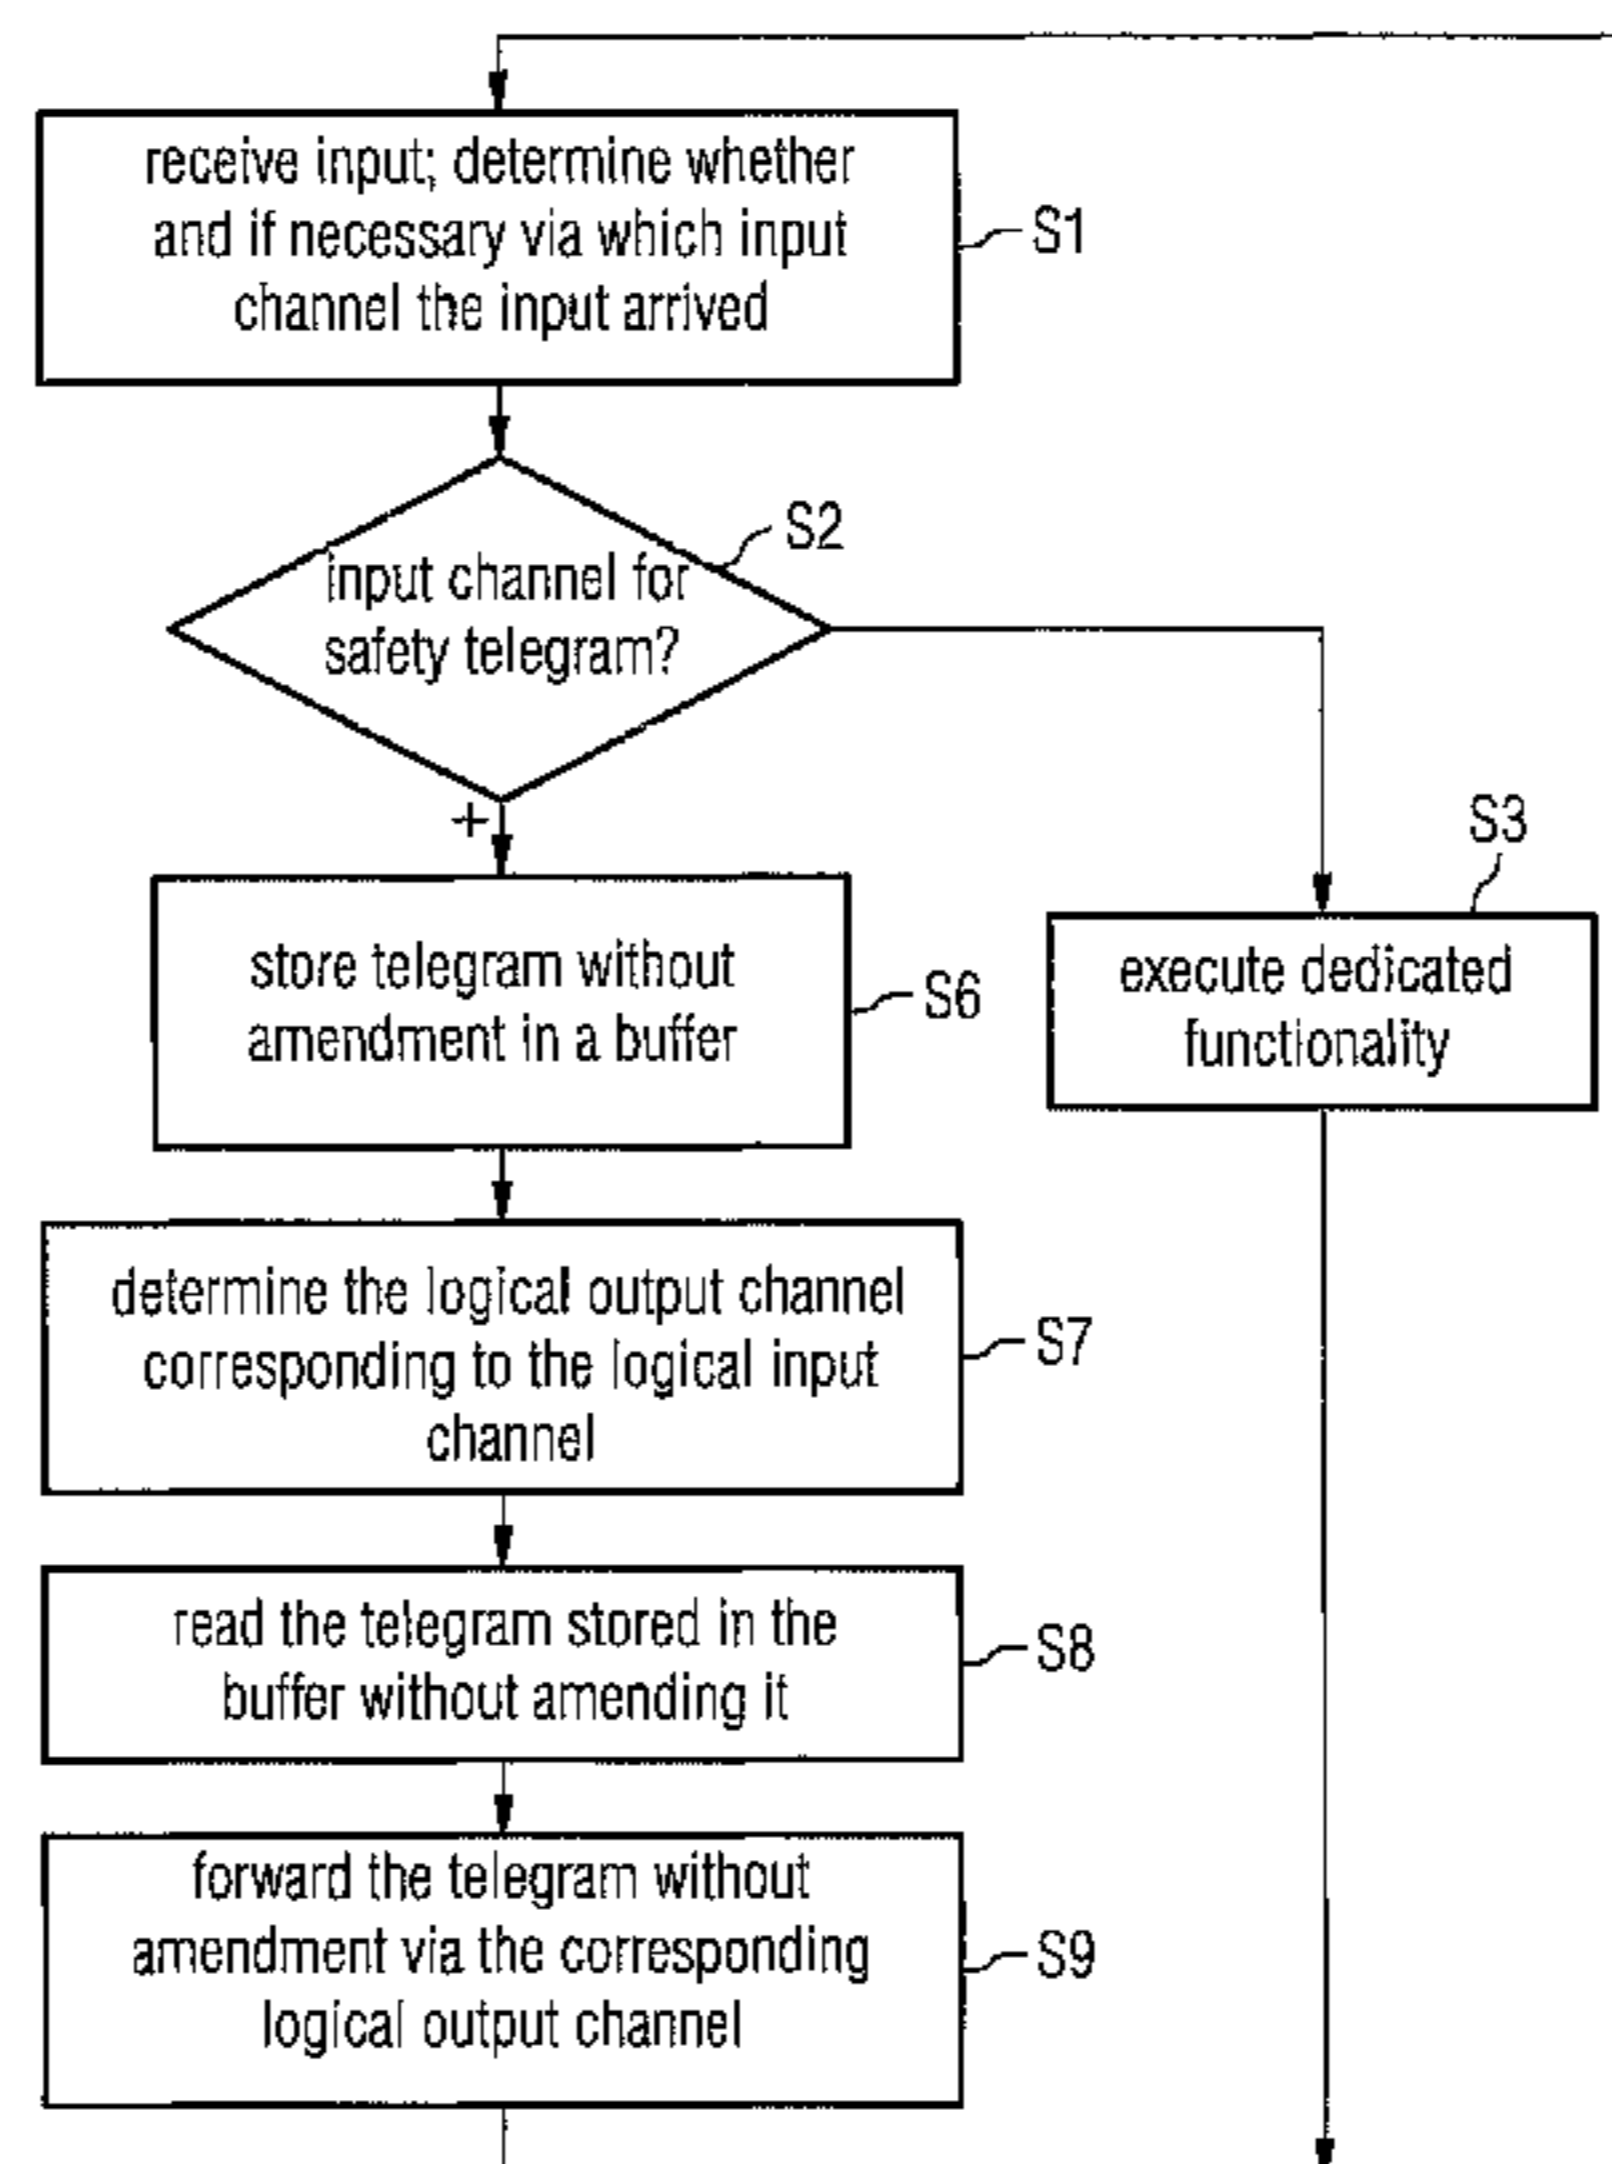 receive input; determine whether
and if necessary via which input
channel the input arrived
S1
S2
input channel for
safety telegram?
+
S3
store telegram without
amendment in a buffer
S6
execute dedicated
functionality
determine the logical output channel
corresponding to the logical input
channel
S7
read the telegram stored in the
buffer without amending it
S8
forward the telegram without
amendment via the corresponding
logical output channel
S9